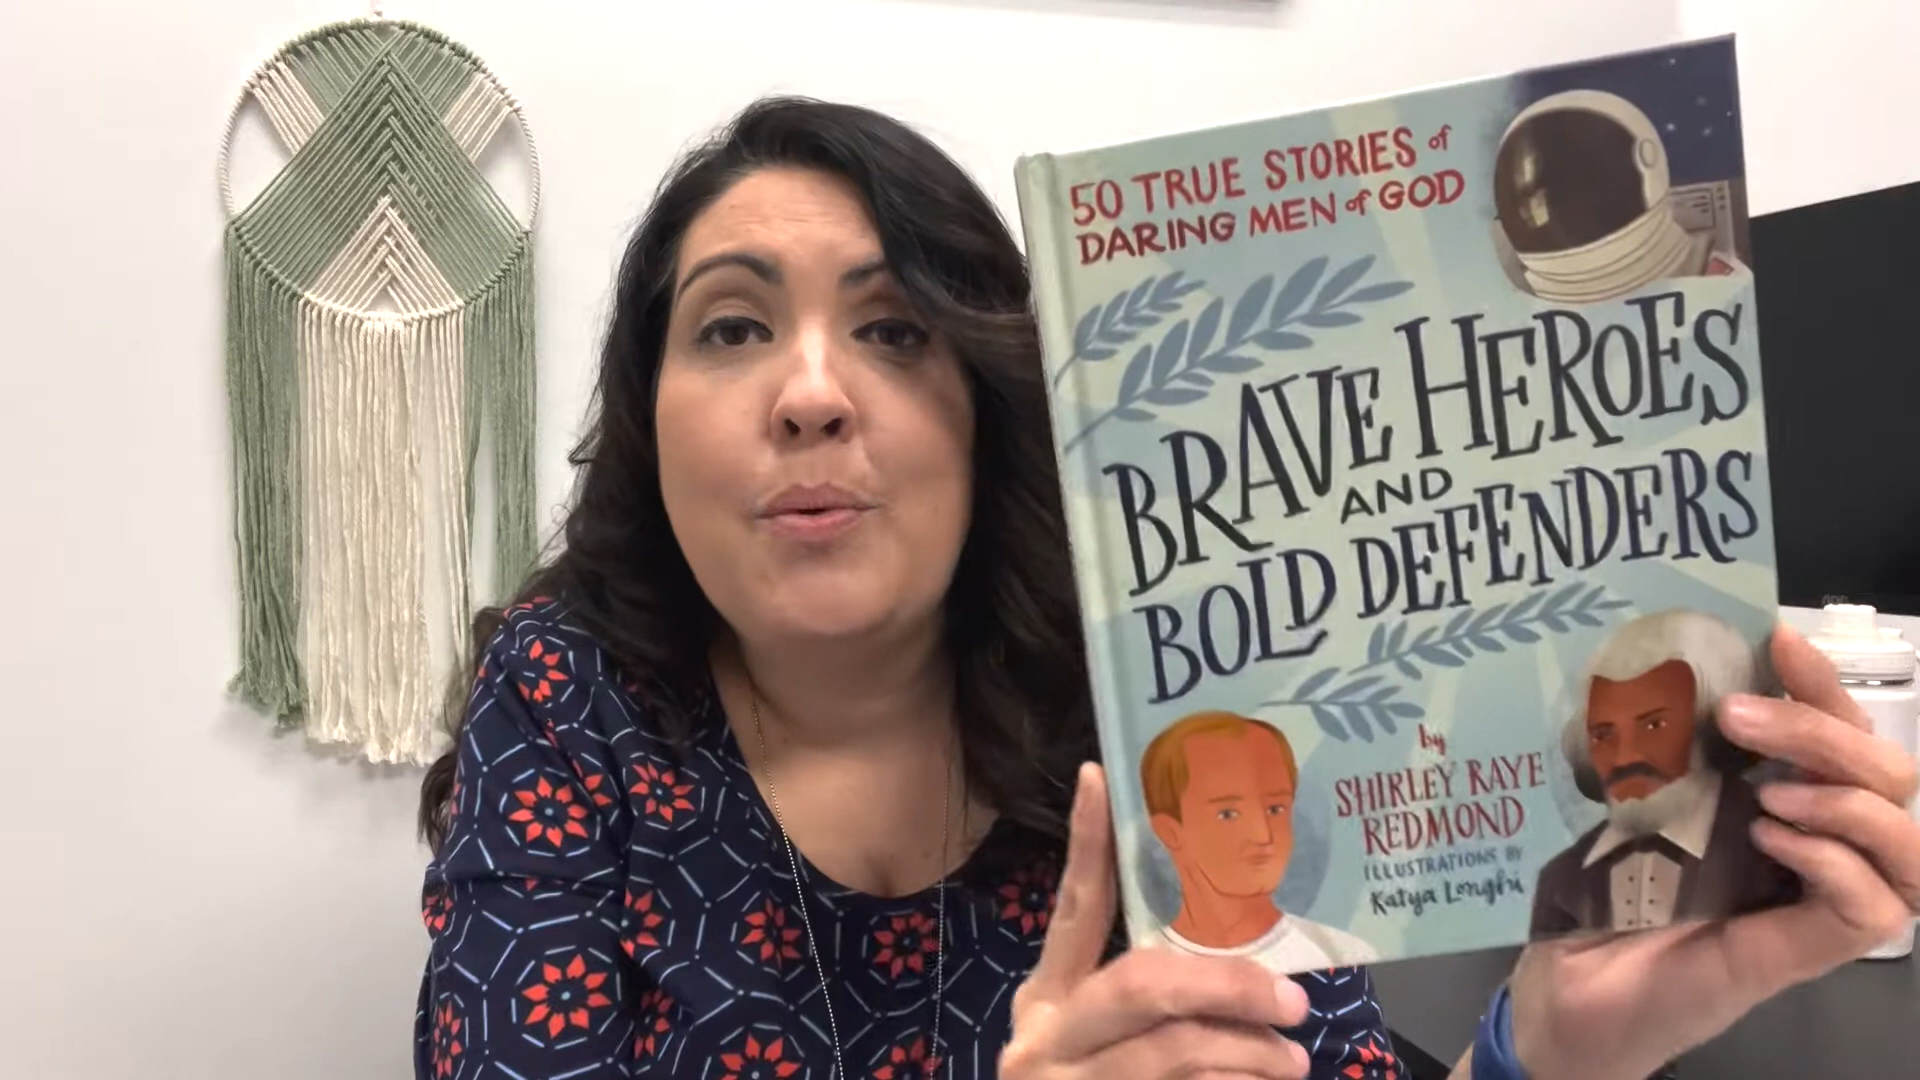 50 TRUE STORIES of
DARING MEN of GOD
BRAVE HEROES
AND
BOLD DEFENDERS
by
SHIRLEY RAYE
REDMOND
ILLUSTRATIONS BY
Katya Longhi